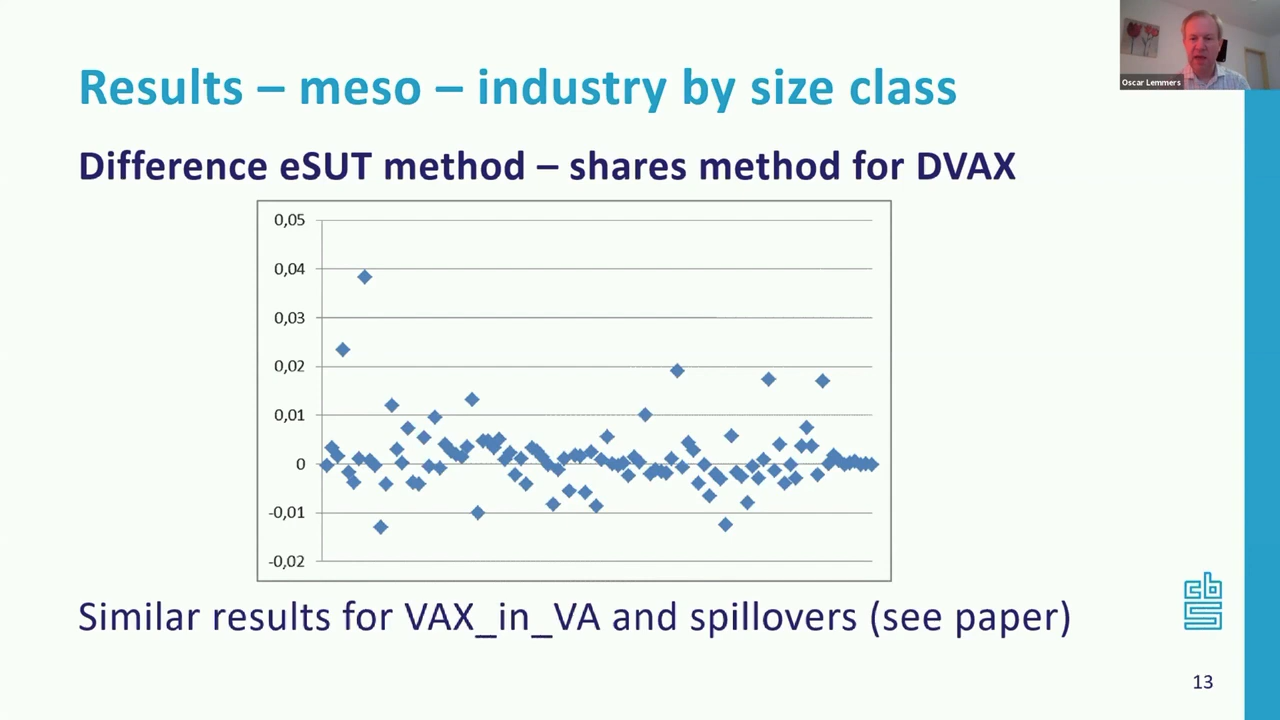 Results – meso – industry by size class
Oscar Lemmers
Difference eSUT method – shares method for DVAX
0,05
0,04
0,03
0,02
0,01
0
-0,01
-0,02
Similar results for VAX_in_VA and spillovers (see paper)
cbs
13